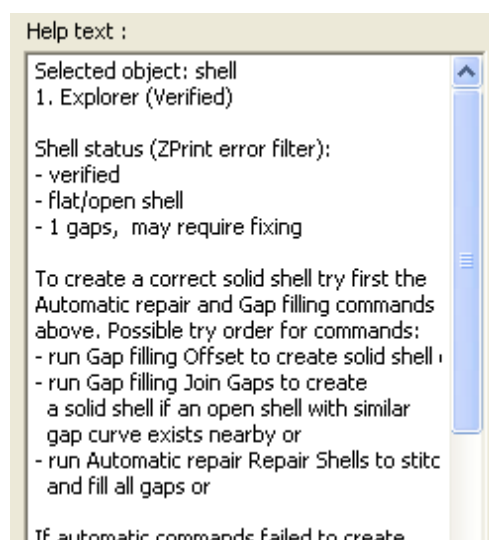 Help text :
Selected object: shell
1. Explorer (Verified)
Shell status (ZPrint error filter):
- verified
- flat/open shell
- 1 gaps,  may require fixing
To create a correct solid shell try first the
Automatic repair and Gap filling commands
above. Possible try order for commands:
- run Gap filling Offset to create solid shell
- run Gap filling Join Gaps to create
a solid shell if an open shell with similar
gap curve exists nearby or
- run Automatic repair Repair Shells to stitc
and fill all gaps or
If automatic commands failed to create